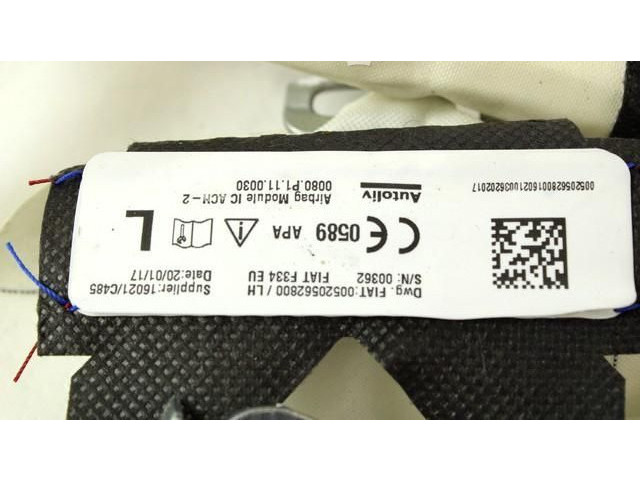 Dwg. FIAT:00520562800 / LH Supplier:16021/C485
S/N: 00362 FIAT F334 EU Date:20/01/17
CE 0589 APA L
Autoliv Airbag Module IC ACH-2
0080.P1.11.0030
00520562800160210036202017